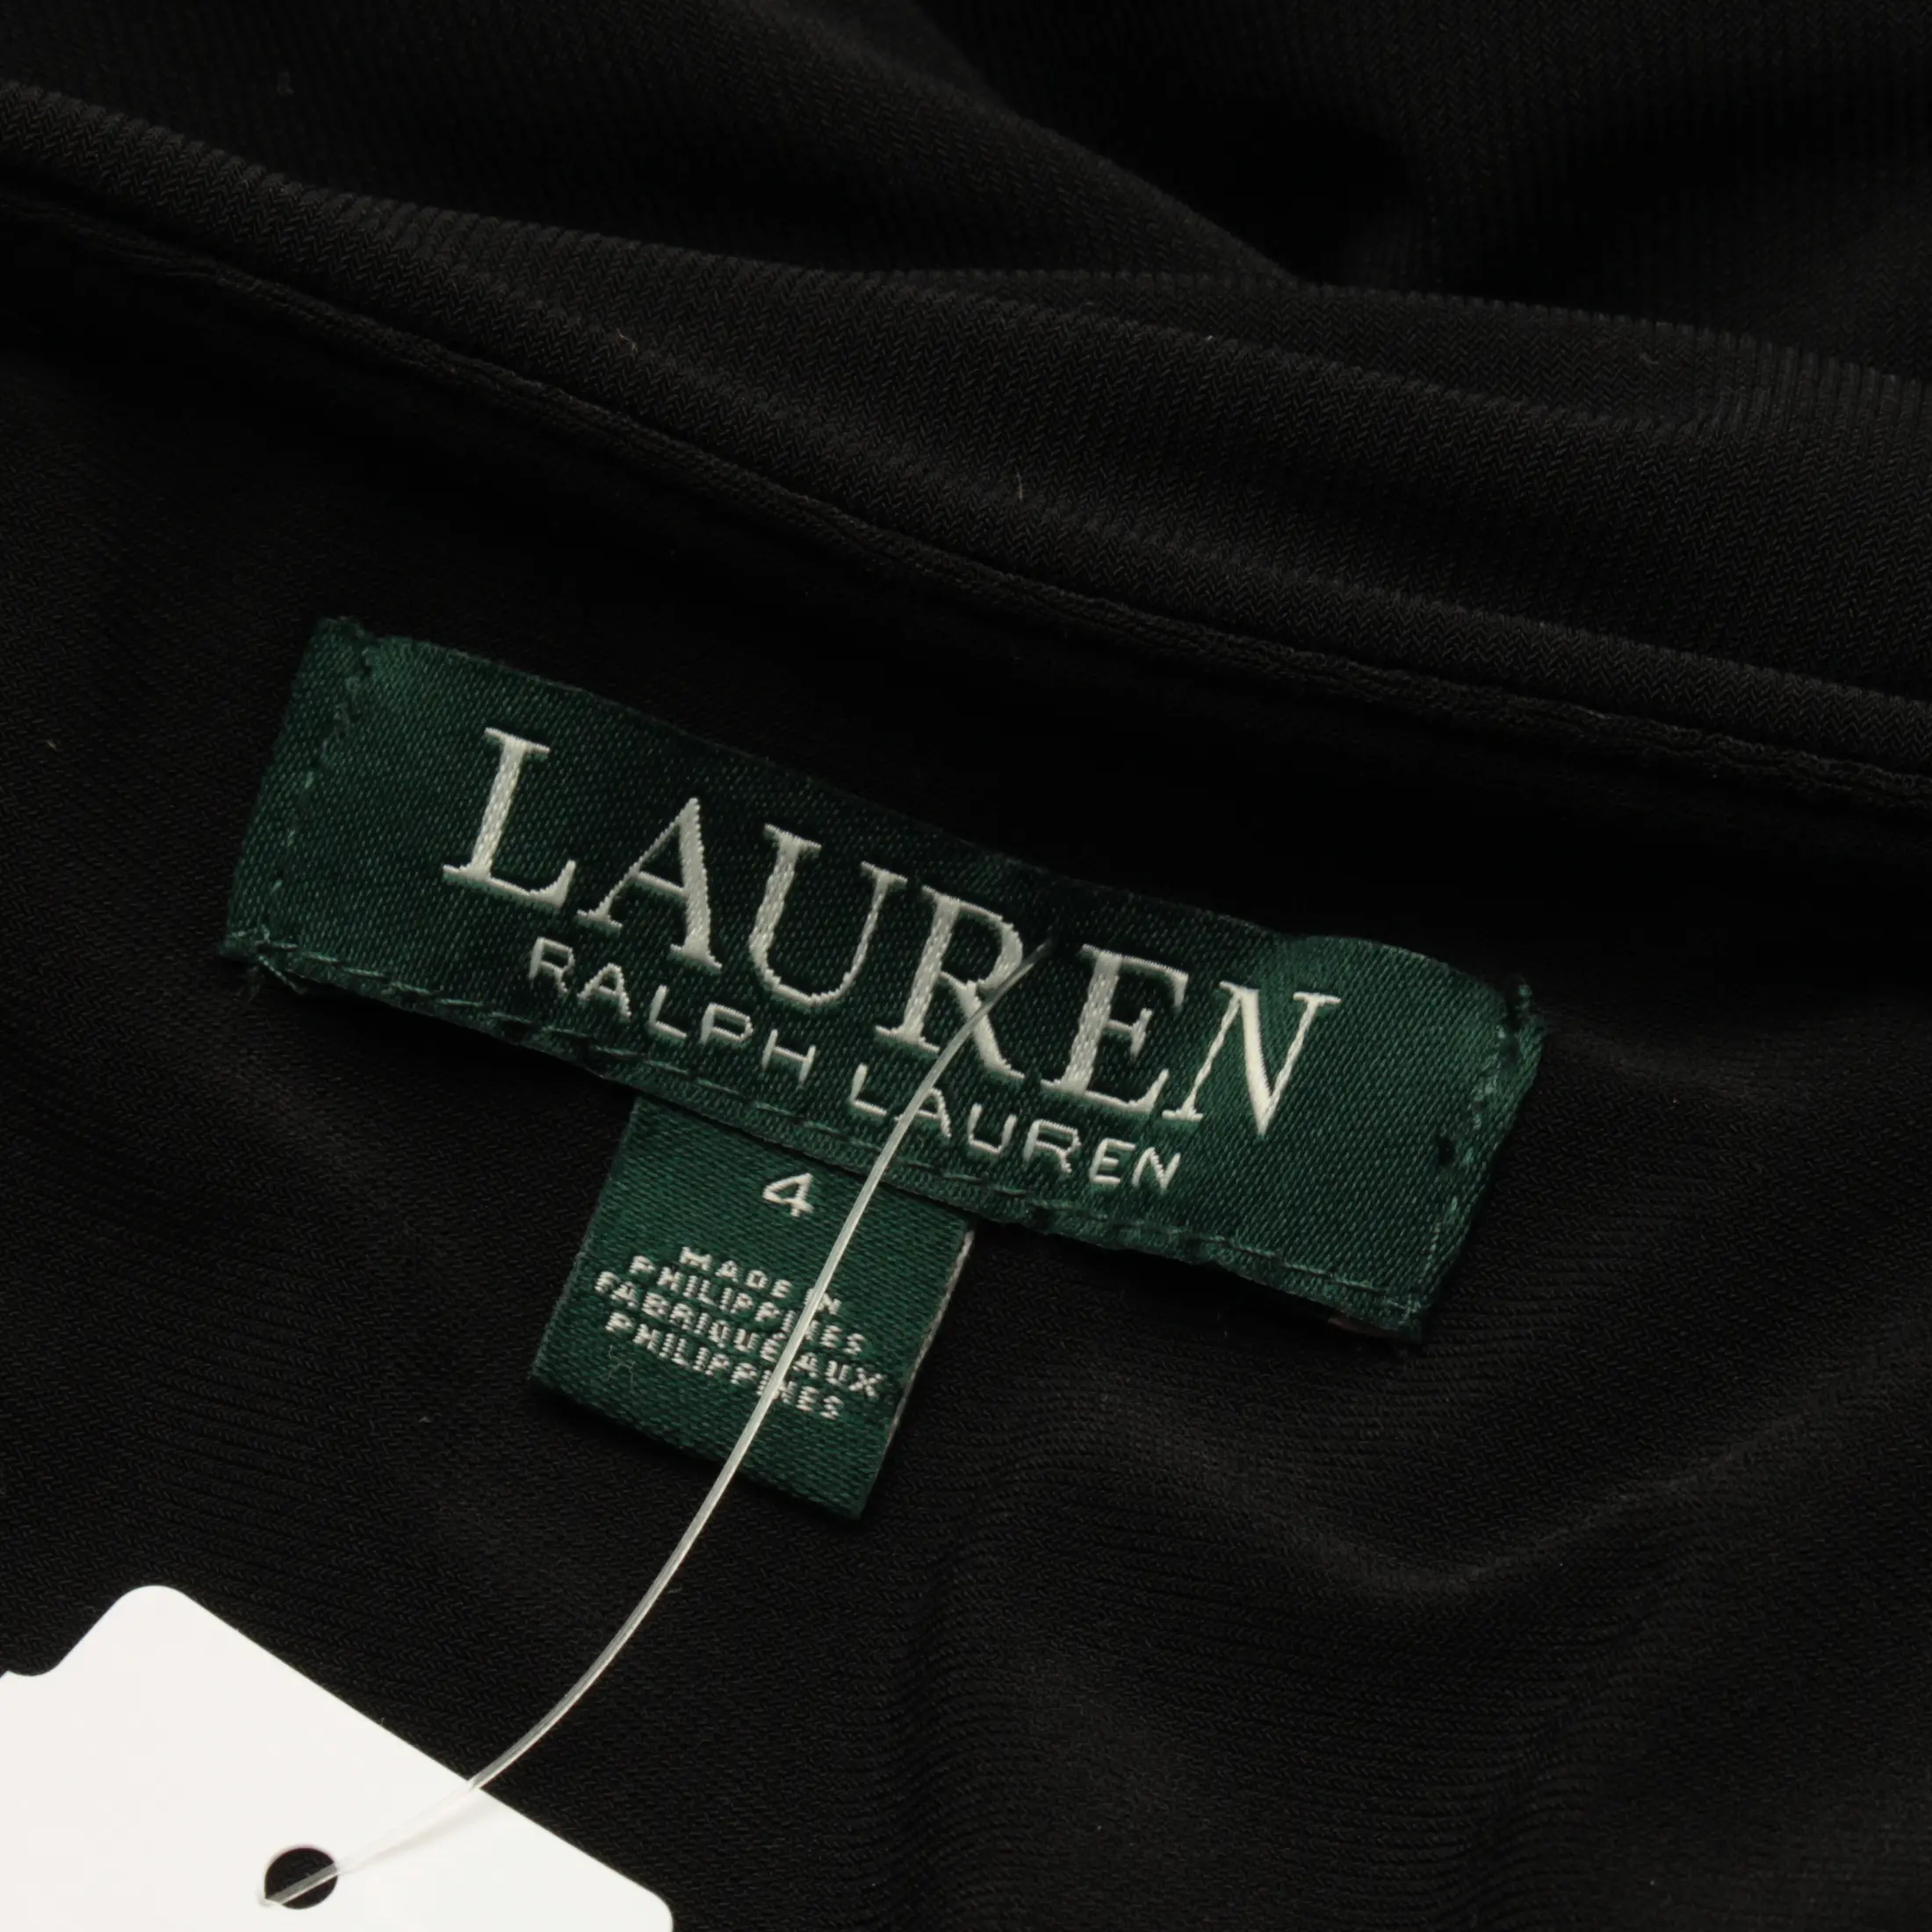 LAUREN
RALPH LAUREN
4
MADE IN
PHILIPPINES
FABRIQUÉ AUX
PHILIPPINES